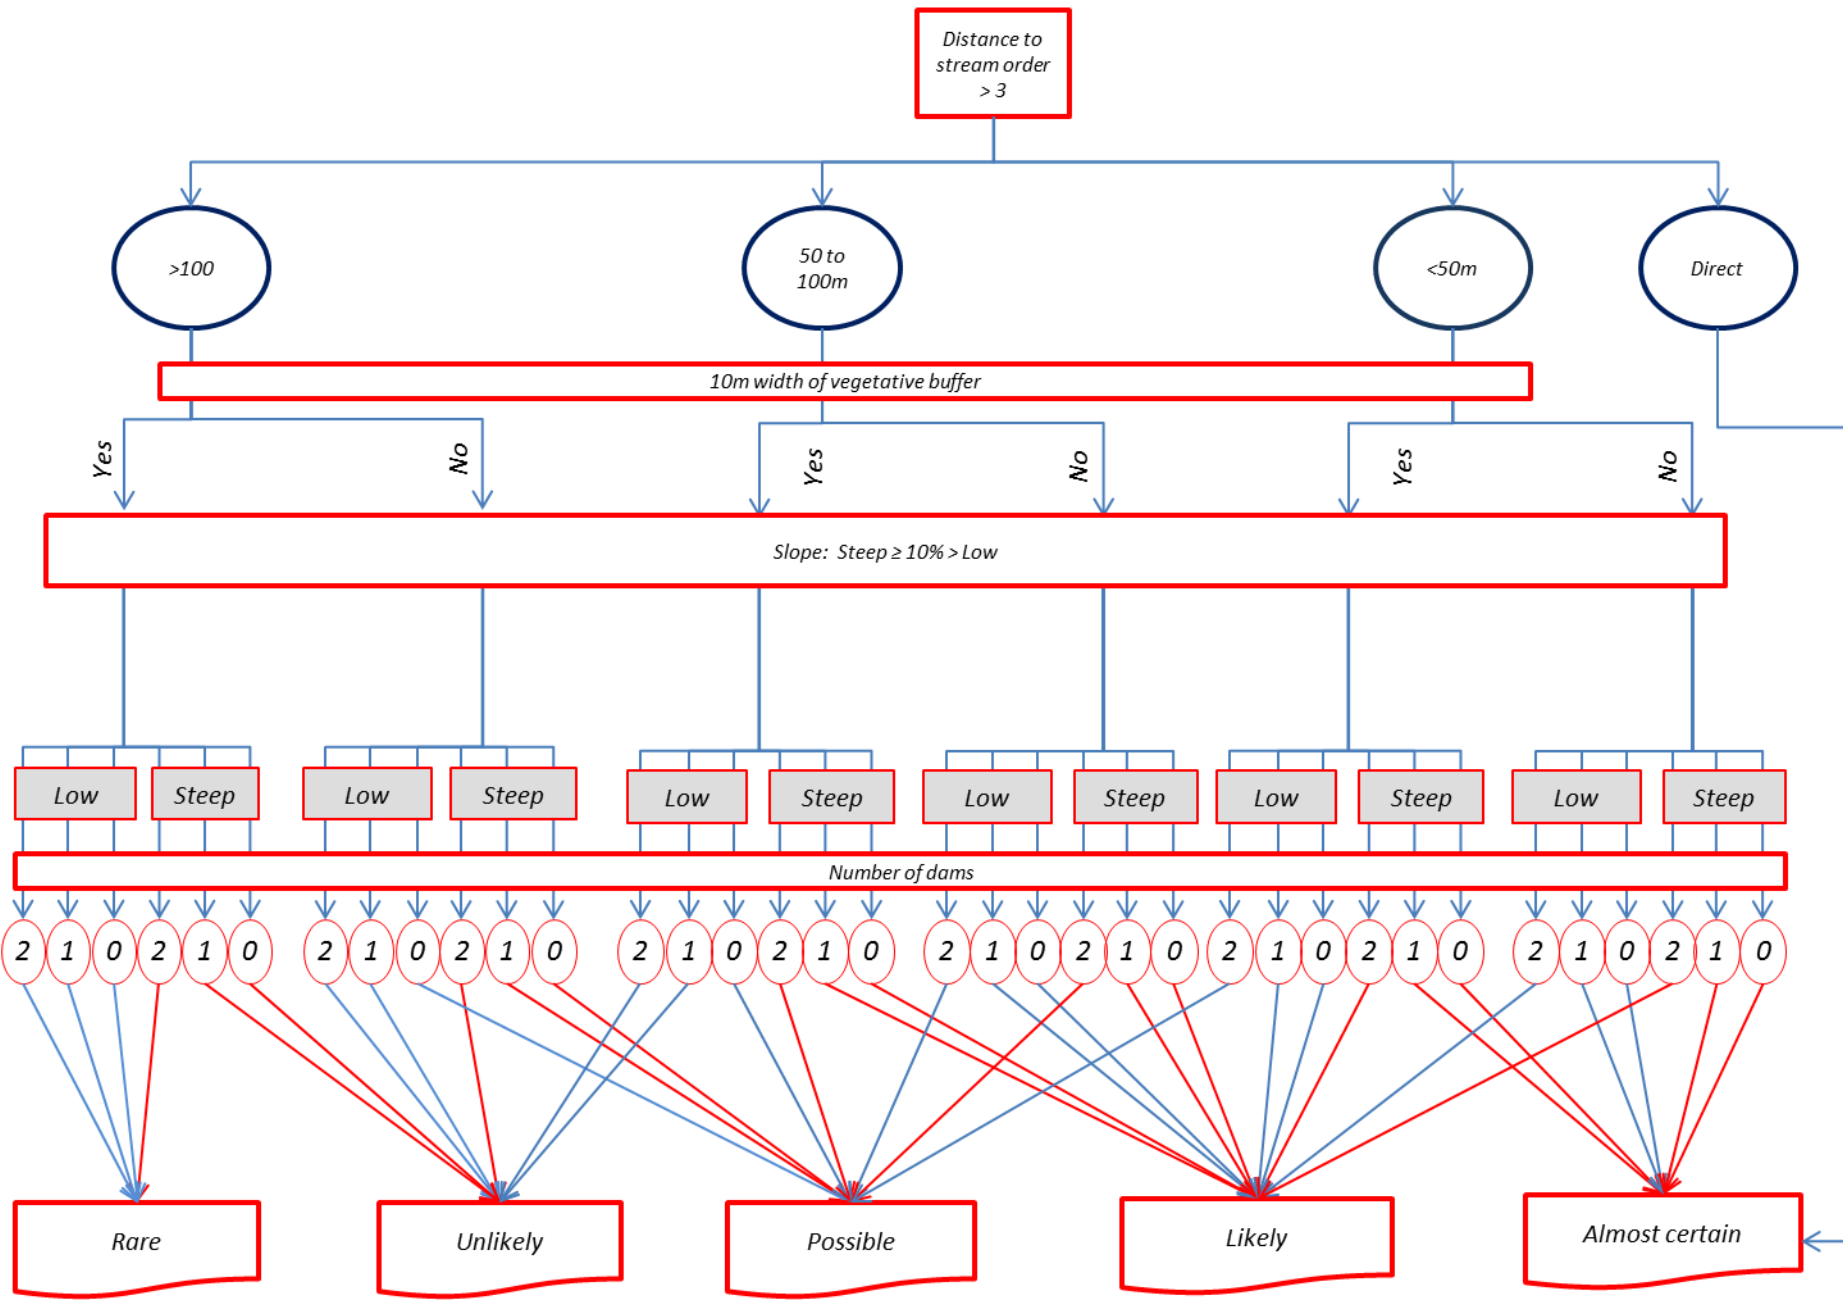 Distance to
stream order
> 3
>100
50 to
100m
<50m
Direct
10m width of vegetative buffer
Yes
No
Yes
No
Yes
No
Slope: Steep ≥ 10% > Low
Low
Steep
Low
Steep
Low
Steep
Low
Steep
Low
Steep
Low
Steep
Number of dams
2 1 0 2 1 0 2 1 0 2 1 0 2 1 0 2 1 0 2 1 0 2 1 0 2 1 0 2 1 0 2 1 0 2 1 0
Rare
Unlikely
Possible
Likely
Almost certain